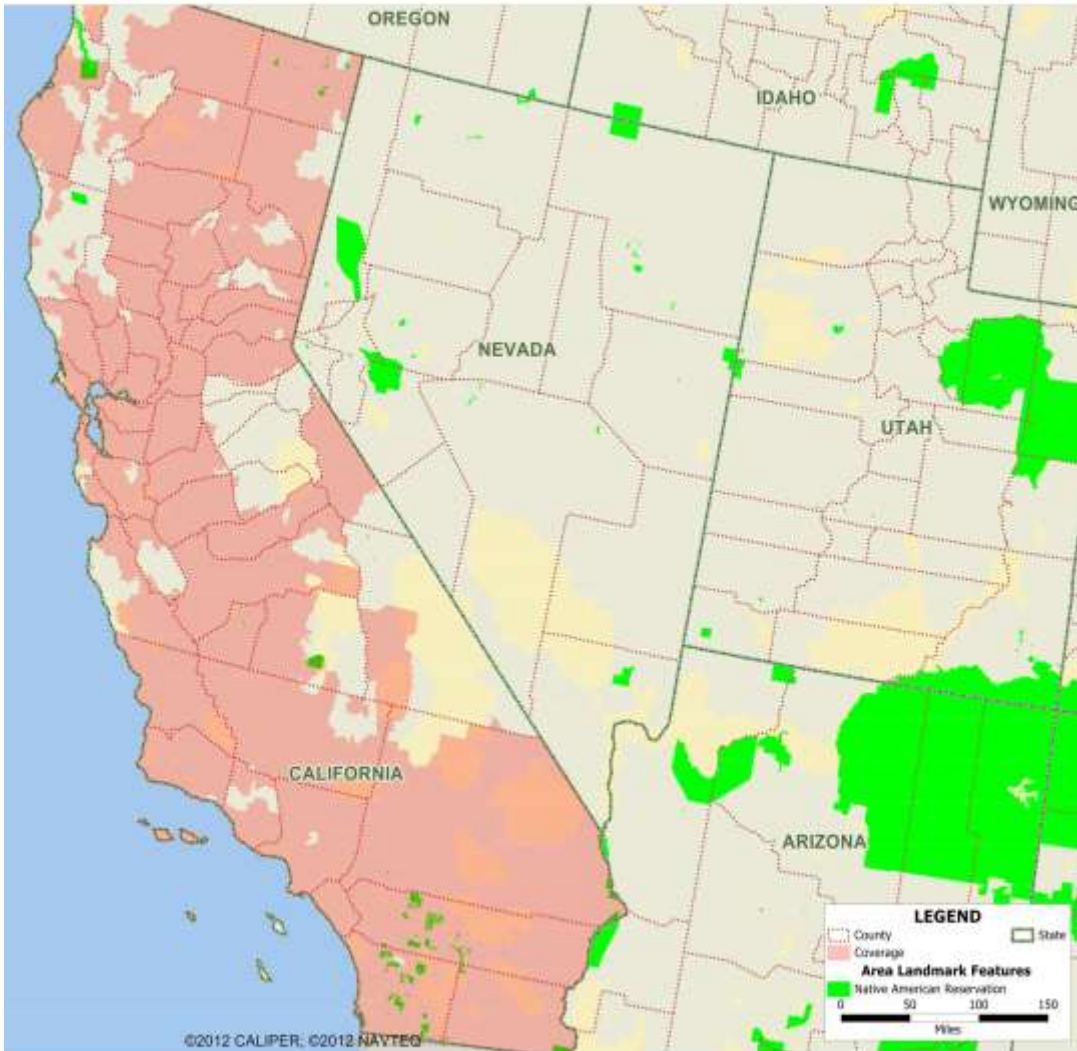 OREGON
IDAHO
WYOMING
NEVADA
UTAH
CALIFORNIA
ARIZONA
LEGEND
County
State
Coverage
Area Landmark Features
Native American Reservation
0 50 100 150
Miles
©2012 CALIPER; ©2012 NAVTEQ